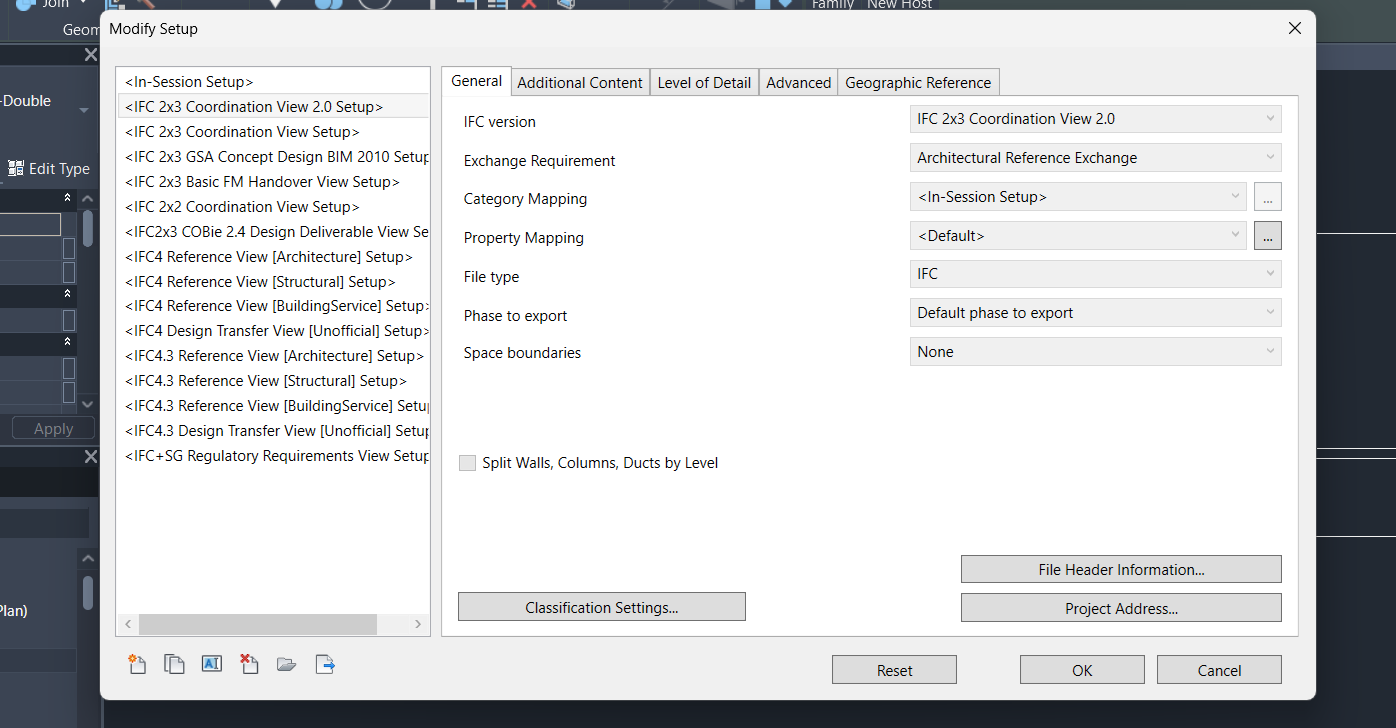 Join
Family
New Host
Geom
Modify Setup
-Double
Edit Type
Apply
Plan)
<In-Session Setup>
<IFC 2x3 Coordination View 2.0 Setup>
<IFC 2x3 Coordination View Setup>
<IFC 2x3 GSA Concept Design BIM 2010 Setup
<IFC 2x3 Basic FM Handover View Setup>
<IFC 2x2 Coordination View Setup>
<IFC2x3 COBie 2.4 Design Deliverable View Se
<IFC4 Reference View [Architecture] Setup>
<IFC4 Reference View [Structural] Setup>
<IFC4 Reference View [BuildingService] Setup>
<IFC4 Design Transfer View [Unofficial] Setup>
<IFC4.3 Reference View [Architecture] Setup>
<IFC4.3 Reference View [Structural] Setup>
<IFC4.3 Reference View [BuildingService] Setu
<IFC4.3 Design Transfer View [Unofficial] Setup
<IFC+SG Regulatory Requirements View Setup
General
Additional Content
Level of Detail
Advanced
Geographic Reference
IFC version
IFC 2x3 Coordination View 2.0
Exchange Requirement
Architectural Reference Exchange
Category Mapping
<In-Session Setup>
...
Property Mapping
<Default>
...
File type
IFC
Phase to export
Default phase to export
Space boundaries
None
Split Walls, Columns, Ducts by Level
File Header Information...
Classification Settings...
Project Address...
Reset
OK
Cancel